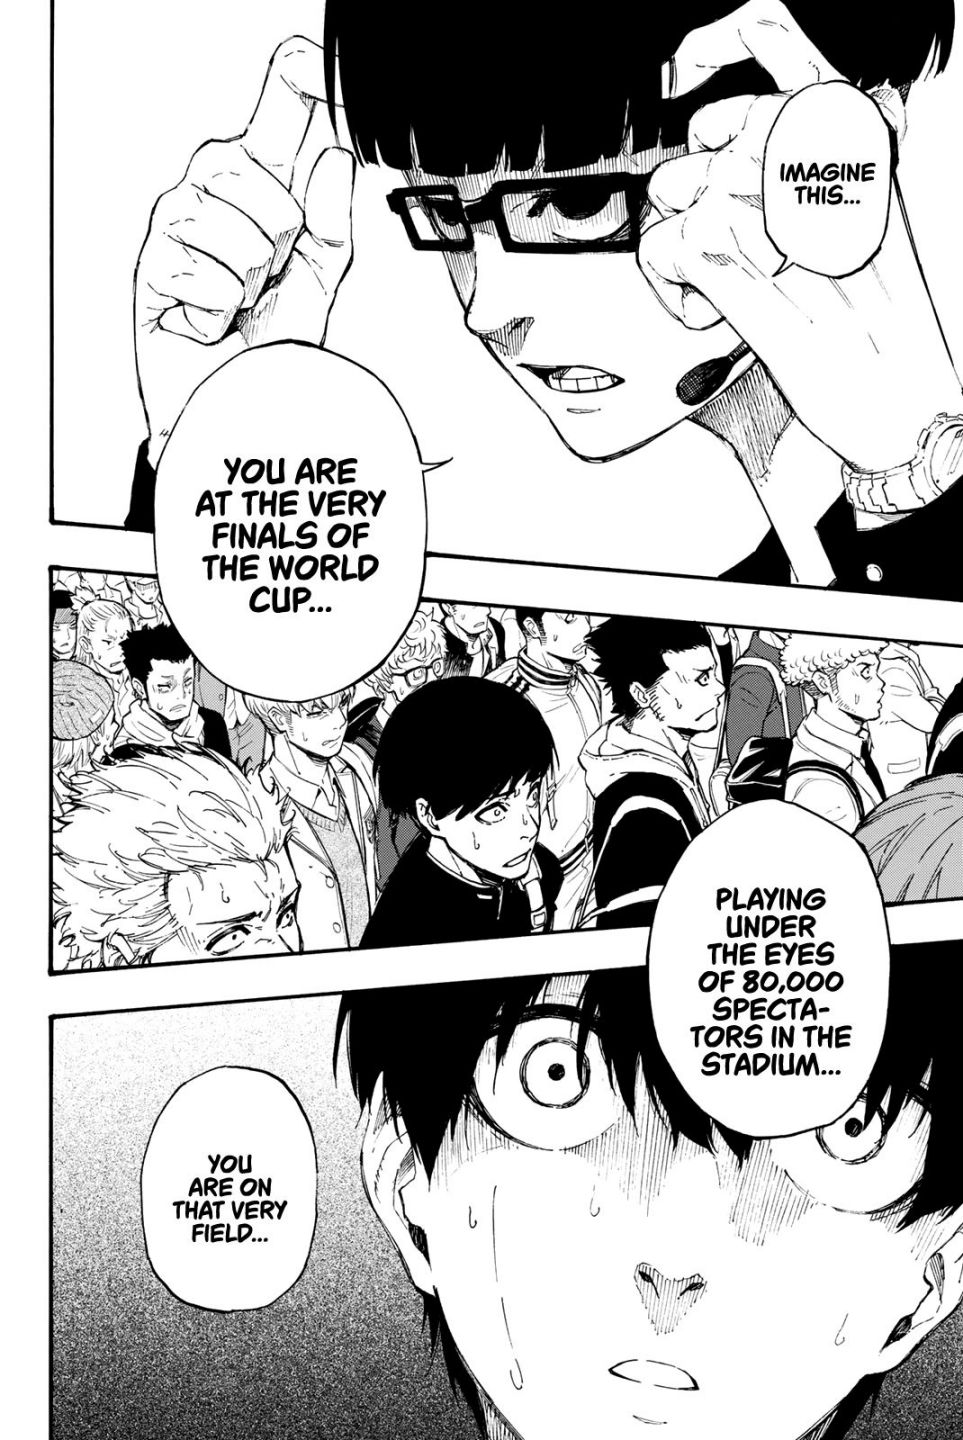 IMAGINE
THIS...
YOU ARE
AT THE VERY
FINALS OF
THE WORLD
CUP...
PLAYING
UNDER
THE EYES
OF 80,000
SPECTA-
TORS IN THE
STADIUM...
YOU
ARE ON
THAT VERY
FIELD...